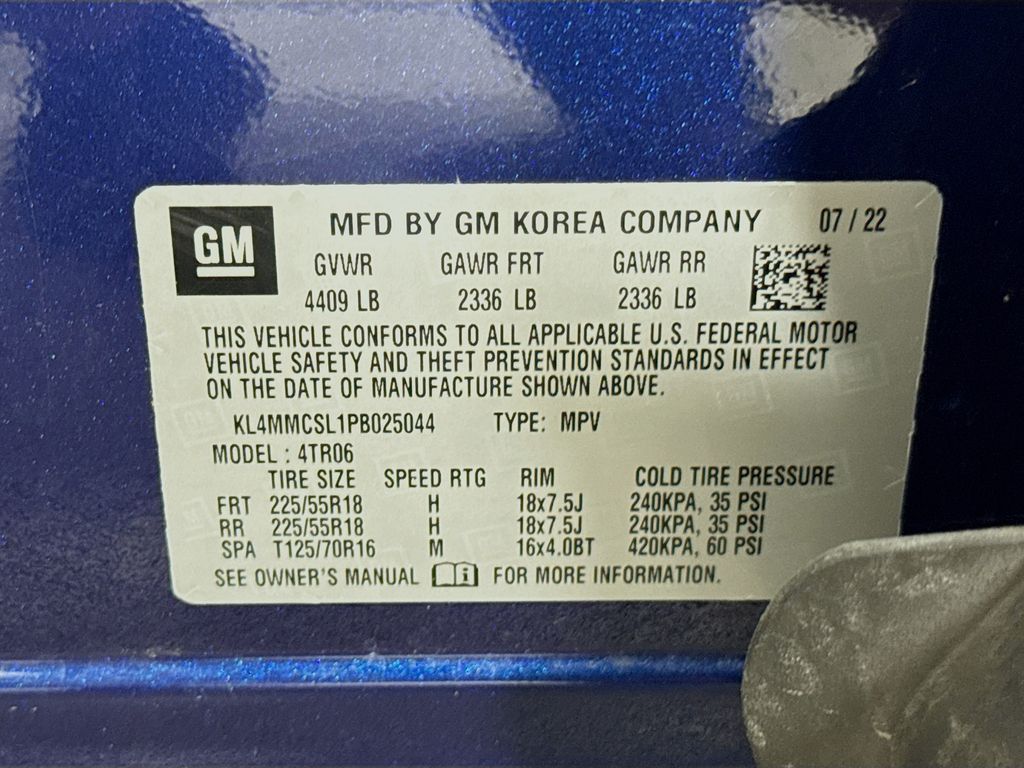 GM
MFD BY GM KOREA COMPANY 07 / 22
GVWR GAWR FRT GAWR RR
4409 LB 2336 LB 2336 LB
THIS VEHICLE CONFORMS TO ALL APPLICABLE U.S. FEDERAL MOTOR
VEHICLE SAFETY AND THEFT PREVENTION STANDARDS IN EFFECT
ON THE DATE OF MANUFACTURE SHOWN ABOVE.
KL4MMCSL1PB025044 TYPE: MPV
MODEL : 4TR06
TIRE SIZE SPEED RTG RIM COLD TIRE PRESSURE
FRT 225/55R18 H 18x7.5J 240KPA, 35 PSI
RR 225/55R18 H 18x7.5J 240KPA, 35 PSI
SPA T125/70R16 M 16x4.0BT 420KPA, 60 PSI
SEE OWNER'S MANUAL i FOR MORE INFORMATION.